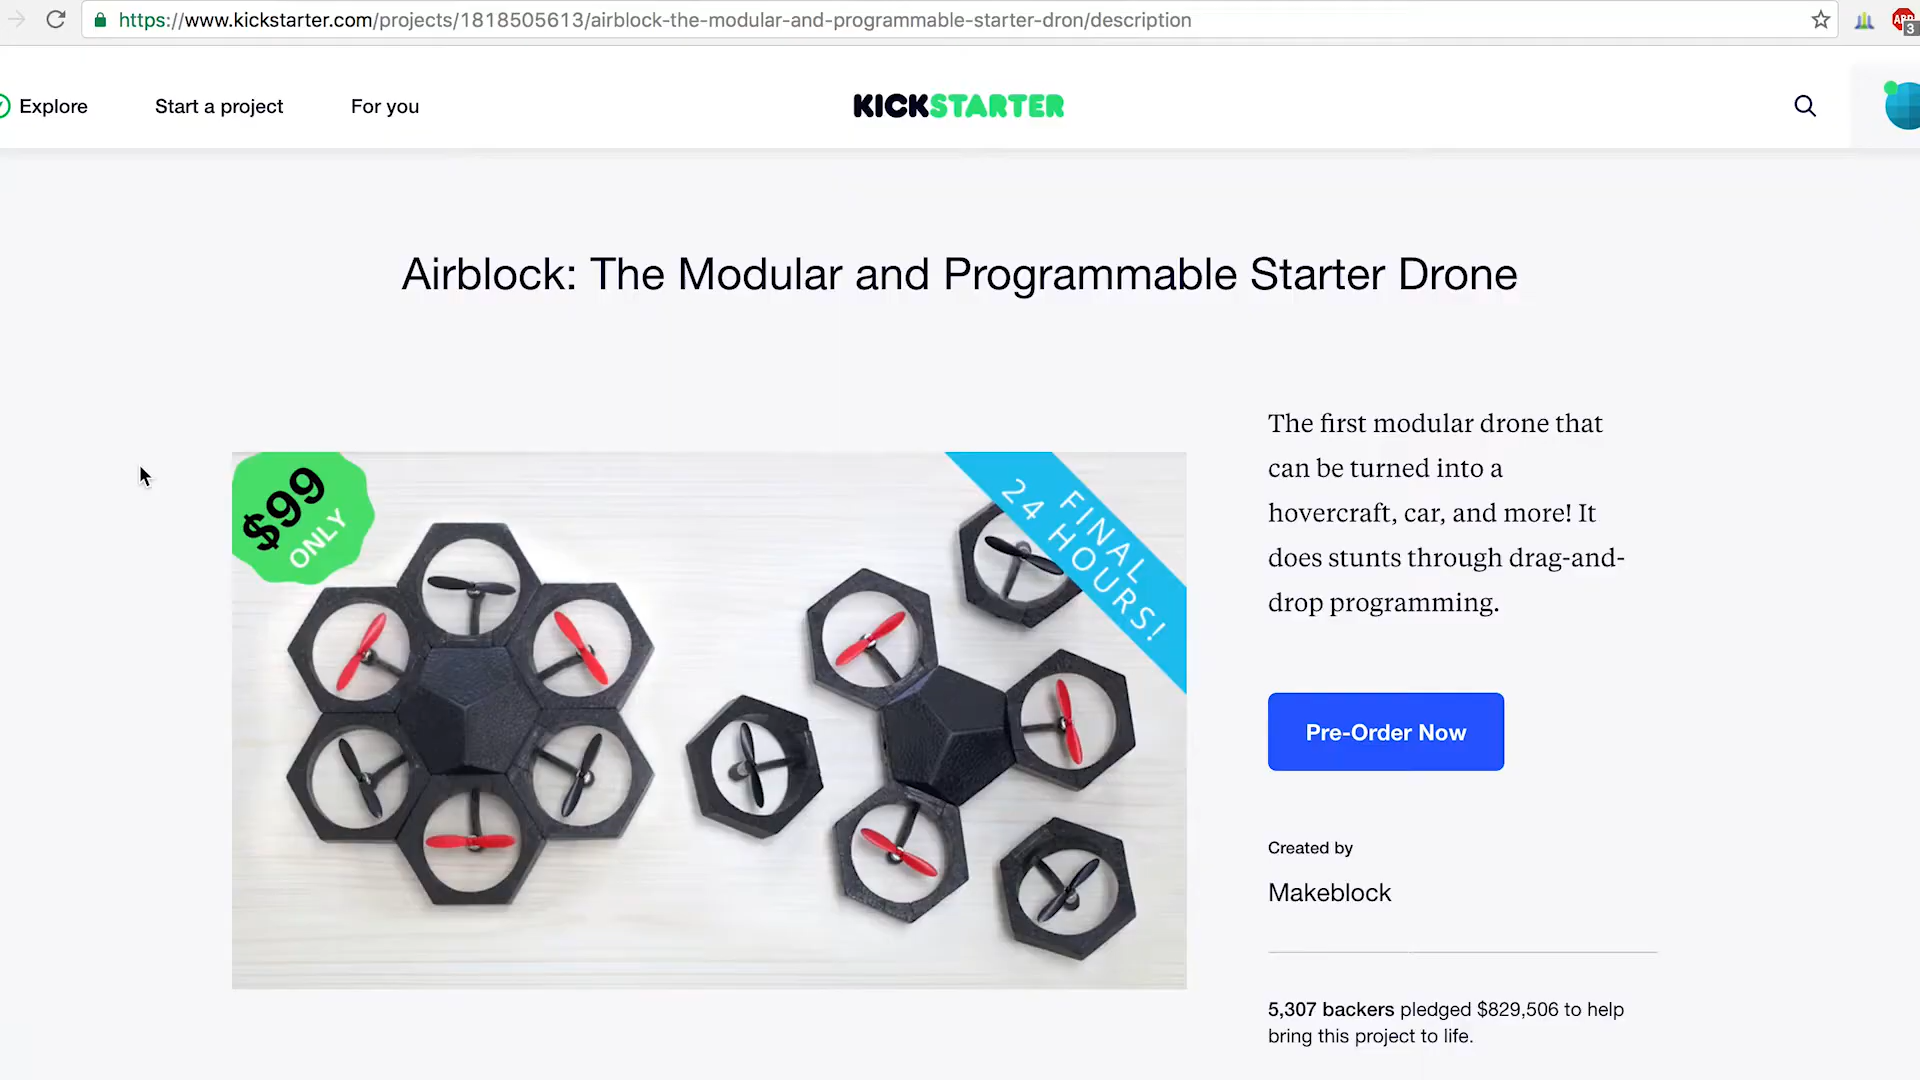 https://www.kickstarter.com/projects/1818505613/airblock-the-modular-and-programmable-starter-dron/description
ABP
3
Explore
Start a project
For you
KICKSTARTER
Airblock: The Modular and Programmable Starter Drone
$99
ONLY
FINAL
24 HOURS!
The first modular drone that
can be turned into a
hovercraft, car, and more! It
does stunts through drag-and-
drop programming.
Pre-Order Now
Created by
Makeblock
5,307 backers pledged $829,506 to help
bring this project to life.